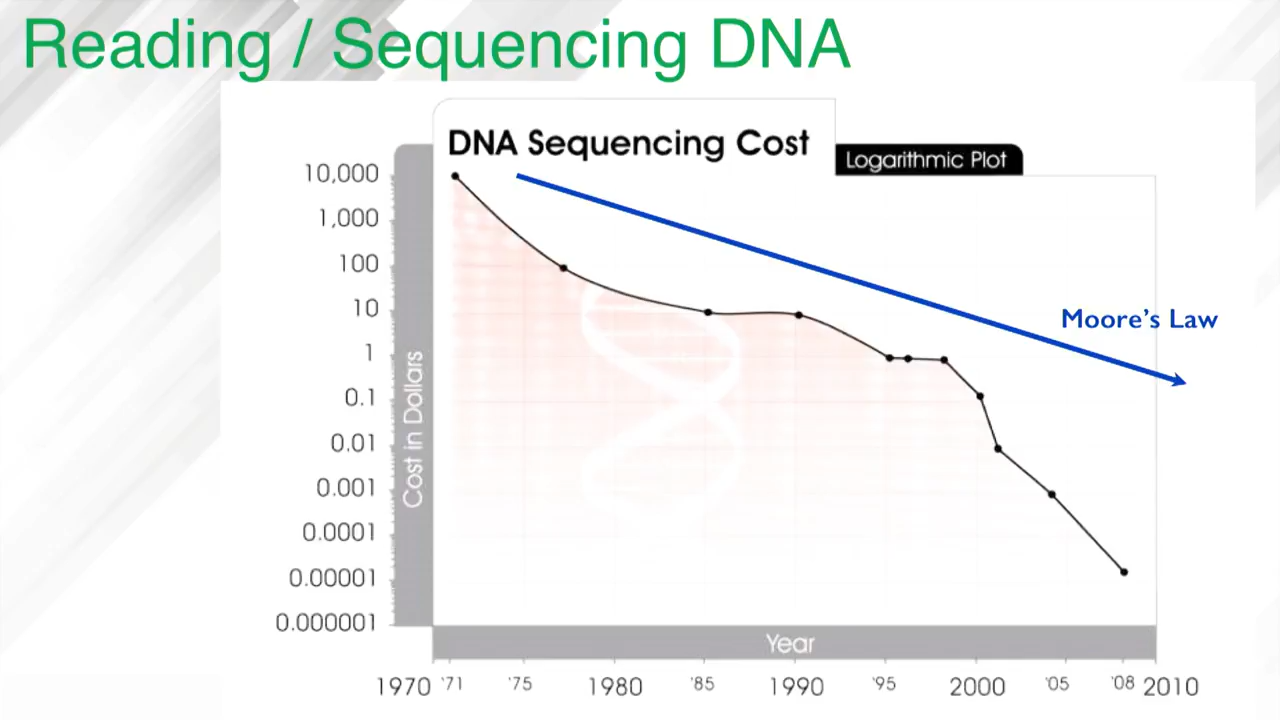 Reading / Sequencing DNA
DNA Sequencing Cost
Logarithmic Plot
10,000
1,000
100
10
1
0.1
0.01
0.001
0.0001
0.00001
0.000001
Cost in Dollars
Moore's Law
Year
1970 '71 '75 1980 '85 1990 '95 2000 '05 '08 2010